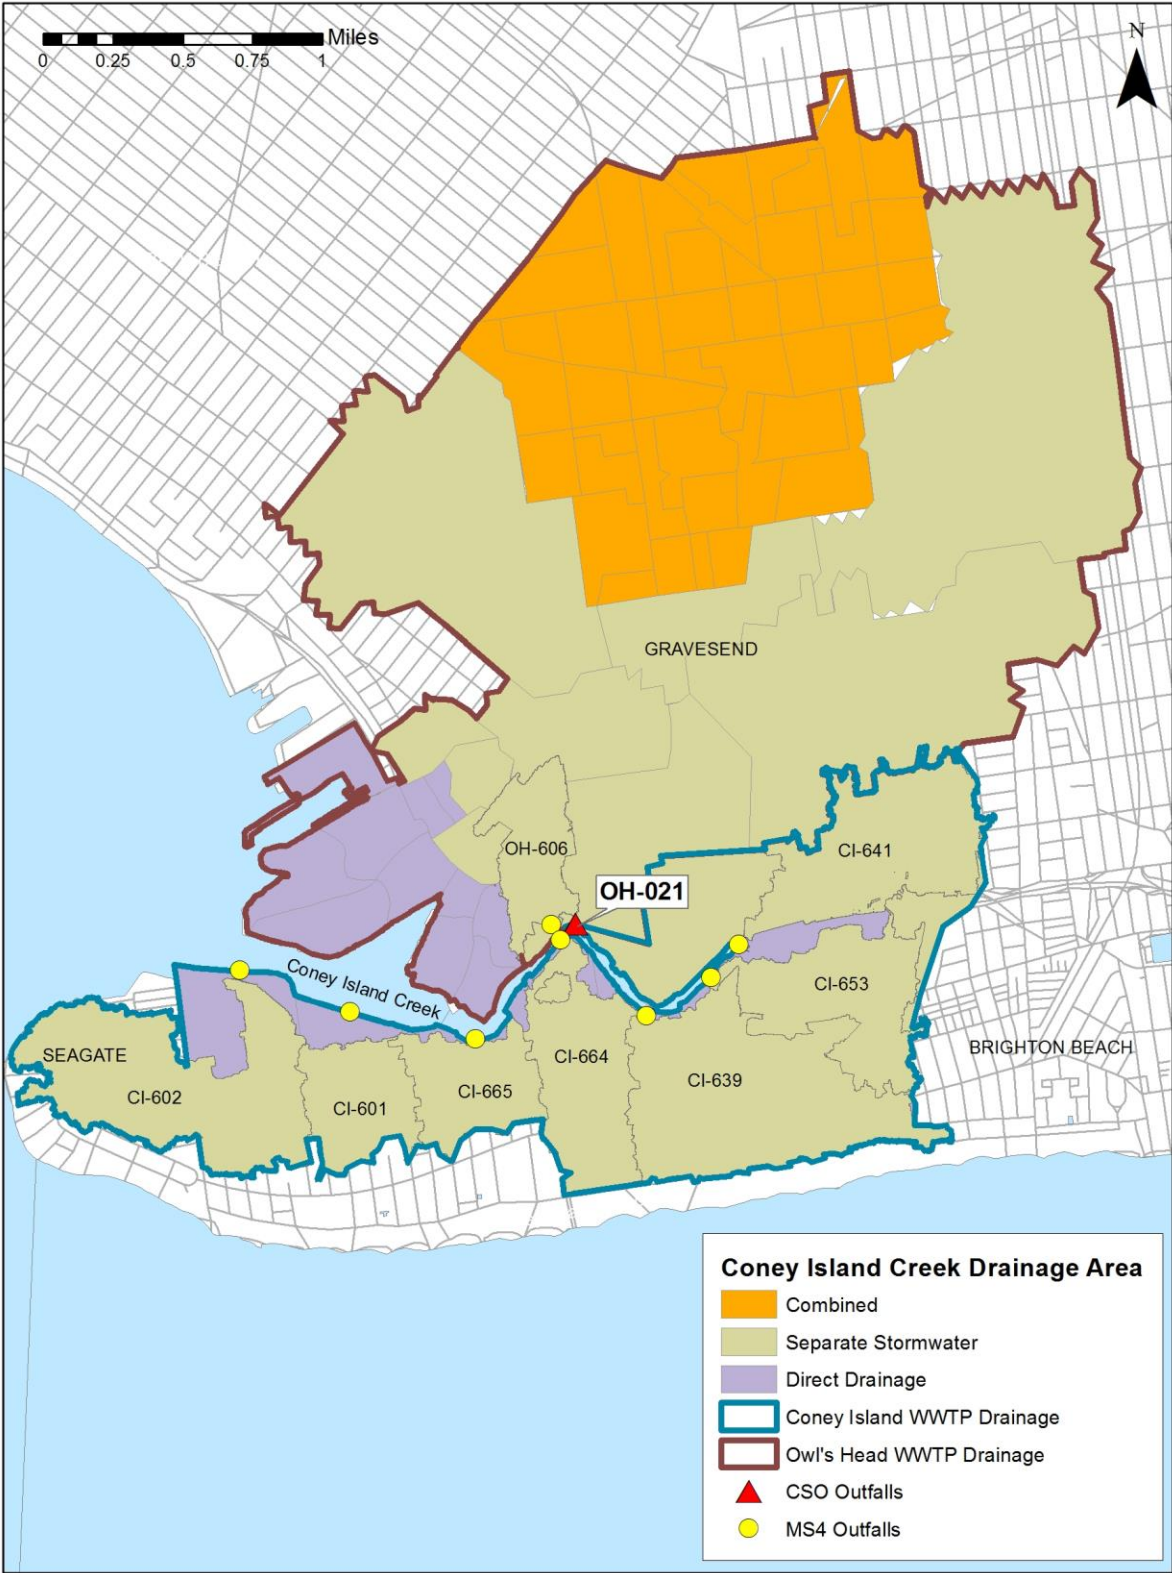 Miles
0 0.25 0.5 0.75 1
N
GRAVESEND
OH-606
CI-641
OH-021
Coney Island Creek
CI-653
SEAGATE
CI-602
CI-601
CI-665
CI-664
CI-639
BRIGHTON BEACH
Coney Island Creek Drainage Area
Combined
Separate Stormwater
Direct Drainage
Coney Island WWTP Drainage
Owl's Head WWTP Drainage
CSO Outfalls
MS4 Outfalls